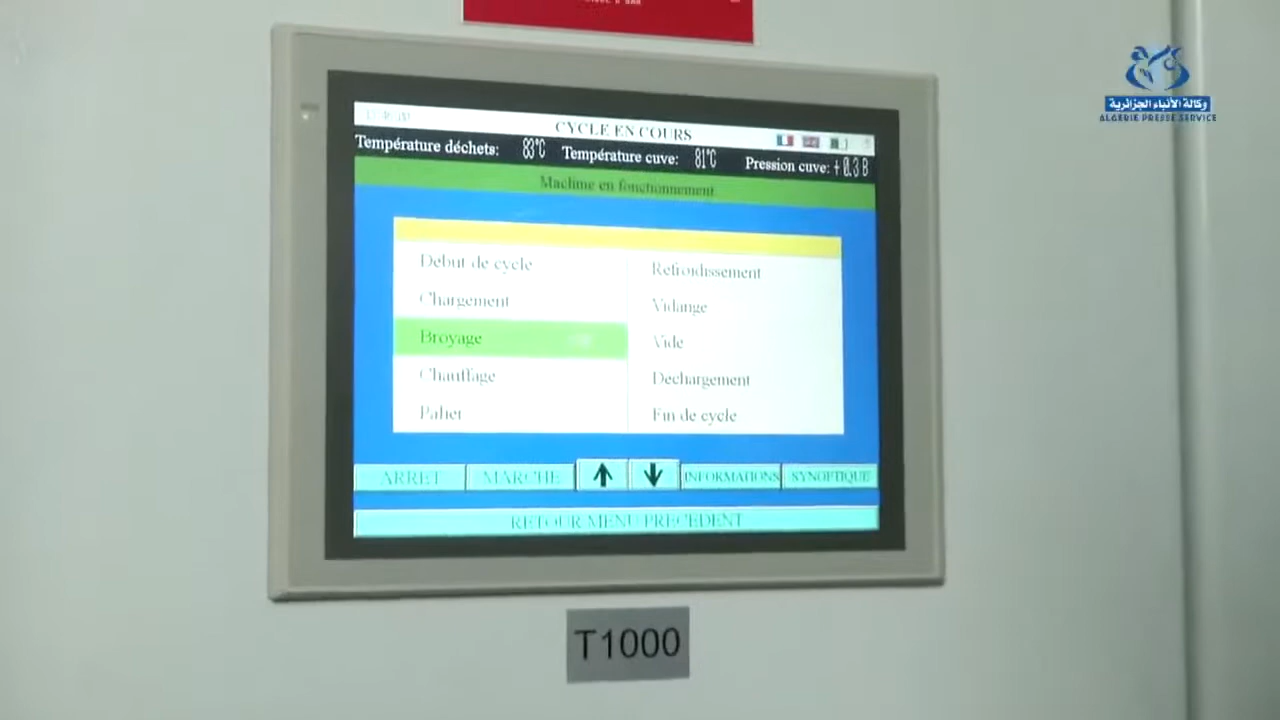 وكالة الأنباء الجزائرية
ALGERIE PRESSE SERVICE
CYCLE EN COURS
Température déchets: 83°C Température cuve: 81°C Pression cuve: + 0.3 B
Machine en fonctionnement
Debut de cycle
Chargement
Broyage
Chauffage
Palier
Refroidissement
Vidange
Vide
Dechargement
Fin de cycle
ARRET MARCHE INFORMATIONS SYNOPTIQUE
RETOUR MENU PRECEDENT
T1000